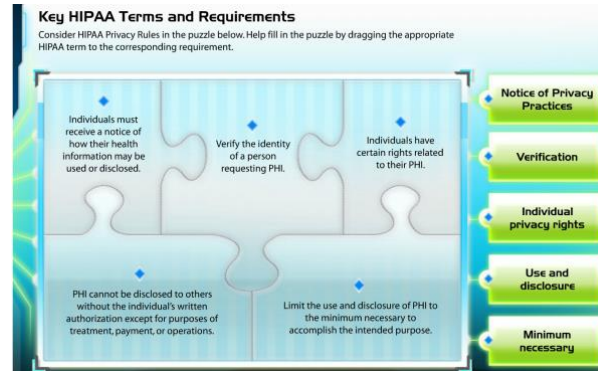 Key HIPAA Terms and Requirements
Consider HIPAA Privacy Rules in the puzzle below. Help fill in the puzzle by dragging the appropriate
HIPAA term to the corresponding requirement.
Individuals must
receive a notice of
how their health
information may be
used or disclosed.
Verify the identity
of a person
requesting PHI.
Individuals have
certain rights related
to their PHI.
PHI cannot be disclosed to others
without the individual's written
authorization except for purposes of
treatment, payment, or operations.
Limit the use and disclosure of PHI to
the minimum necessary to
accomplish the intended purpose.
Notice of Privacy
Practices
Verification
Individual
privacy rights
Use and
disclosure
Minimum
necessary